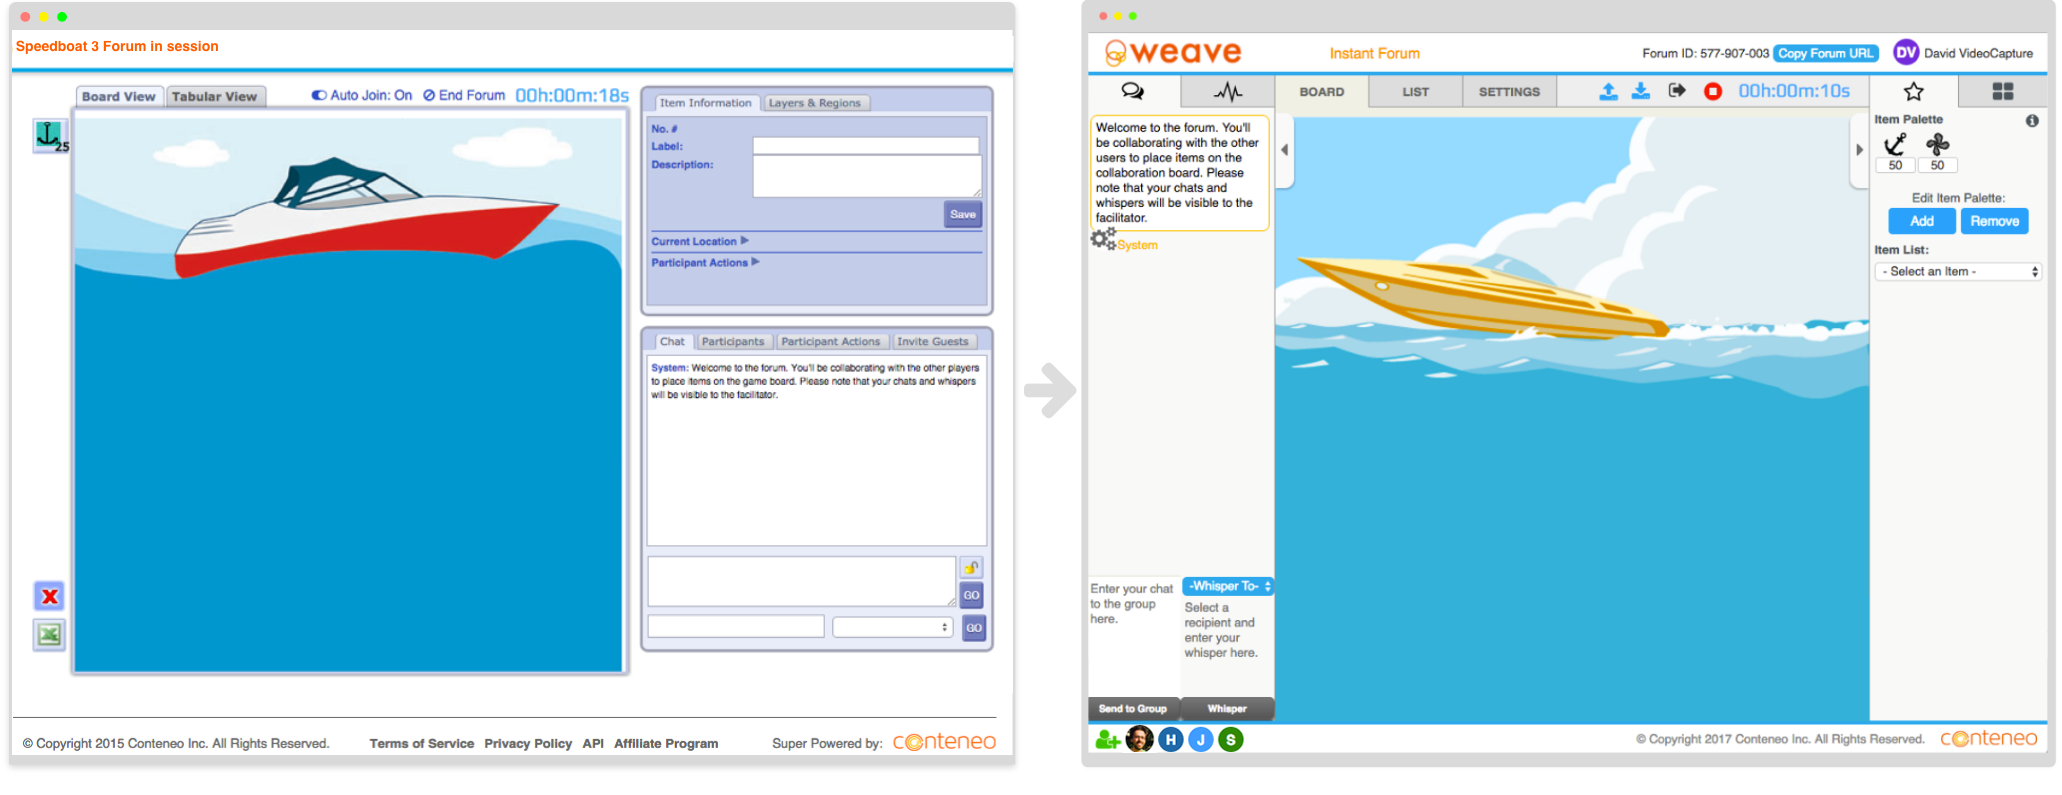 Speedboat 3 Forum in session
Board View
Tabular View
Auto Join: On
End Forum
00h:00m:18s
25
Item Information
Layers & Regions
No. #
Label:
Description:
Save
Current Location
Participant Actions
Chat
Participants
Participant Actions
Invite Guests
System: Welcome to the forum. You'll be collaborating with the other players
to place items on the game board. Please note that your chats and whispers
will be visible to the facilitator.
GO
GO
© Copyright 2015 Conteneo Inc. All Rights Reserved.
Terms of Service
Privacy Policy
API
Affiliate Program
Super Powered by:
conteneo
weave
Instant Forum
Forum ID: 577-907-003
Copy Forum URL
DV
David VideoCapture
BOARD
LIST
SETTINGS
00h:00m:10s
Welcome to the forum. You'll
be collaborating with the other
users to place items on the
collaboration board. Please
note that your chats and
whispers will be visible to the
facilitator.
System
Item Palette
50
50
Edit Item Palette:
Add
Remove
Item List:
- Select an Item -
Enter your chat
to the group
here.
-Whisper To-
Select a
recipient and
enter your
whisper here.
Send to Group
Whisper
H
J
S
© Copyright 2017 Conteneo Inc. All Rights Reserved.
conteneo